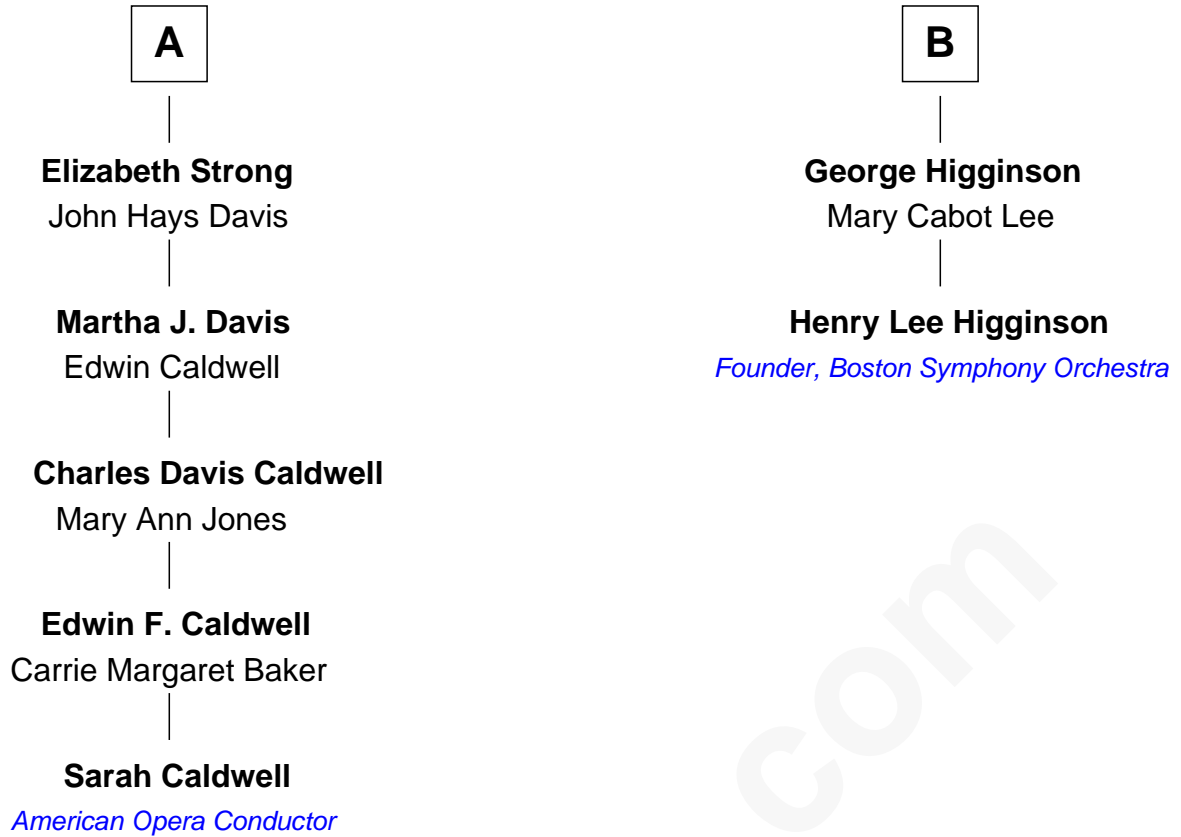 A
Elizabeth Strong
John Hays Davis
Martha J. Davis
Edwin Caldwell
Charles Davis Caldwell
Mary Ann Jones
Edwin F. Caldwell
Carrie Margaret Baker
Sarah Caldwell
American Opera Conductor
B
George Higginson
Mary Cabot Lee
Henry Lee Higginson
Founder, Boston Symphony Orchestra
com